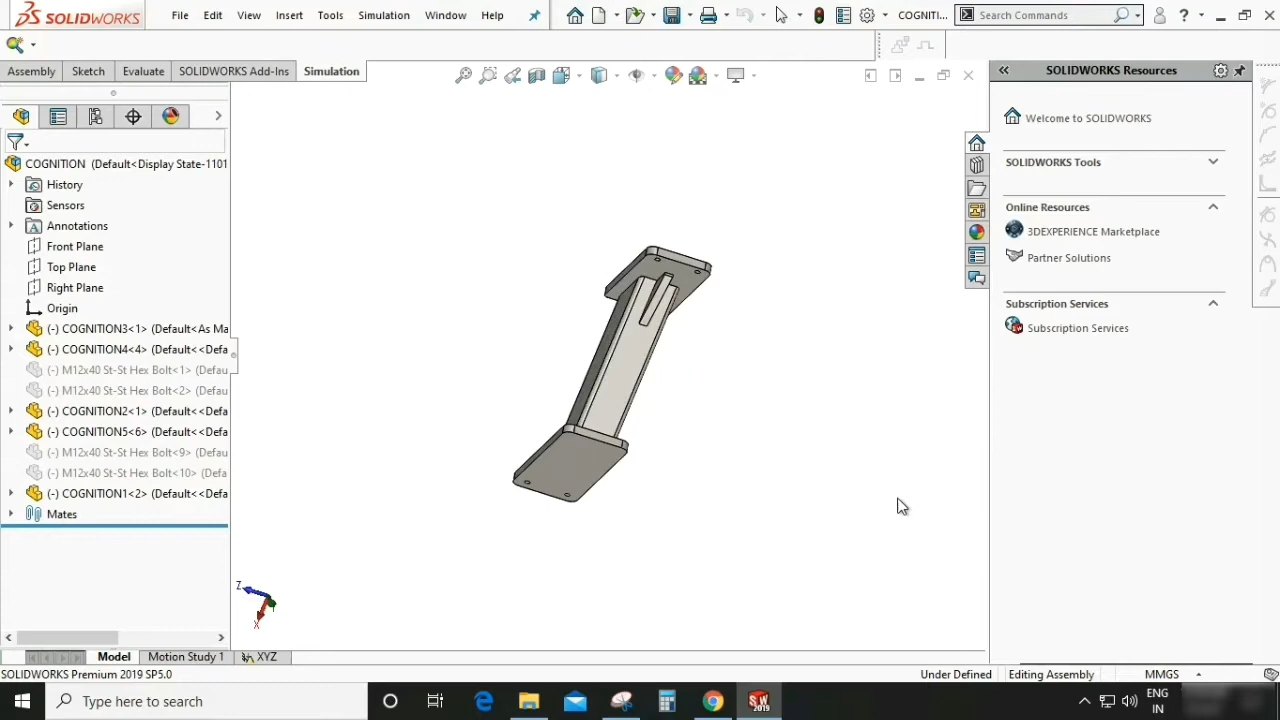 SOLIDWORKS File Edit View Insert Tools Simulation Window Help COGNITI... Search Commands ?
Assembly Sketch Evaluate SOLIDWORKS Add-Ins Simulation
SOLIDWORKS Resources
COGNITION (Default<Display State-1101
History
Sensors
Annotations
Front Plane
Top Plane
Right Plane
Origin
(-) COGNITION3<1> (Default<As Ma
(-) COGNITION4<4> (Default<<Defa
(-) M12x40 St-St Hex Bolt<1> (Defau
(-) M12x40 St-St Hex Bolt<2> (Defau
(-) COGNITION2<1> (Default<<Defa
(-) COGNITION5<6> (Default<<Defa
(-) M12x40 St-St Hex Bolt<9> (Defau
(-) M12x40 St-St Hex Bolt<10> (Defa
(-) COGNITION1<2> (Default<<Defa
Mates
Z
X
Welcome to SOLIDWORKS
SOLIDWORKS Tools
Online Resources
3DEXPERIENCE Marketplace
Partner Solutions
Subscription Services
Subscription Services
Model Motion Study 1 XYZ
SOLIDWORKS Premium 2019 SP5.0 Under Defined Editing Assembly MMGS
Type here to search
SW
2019
ENG
IN